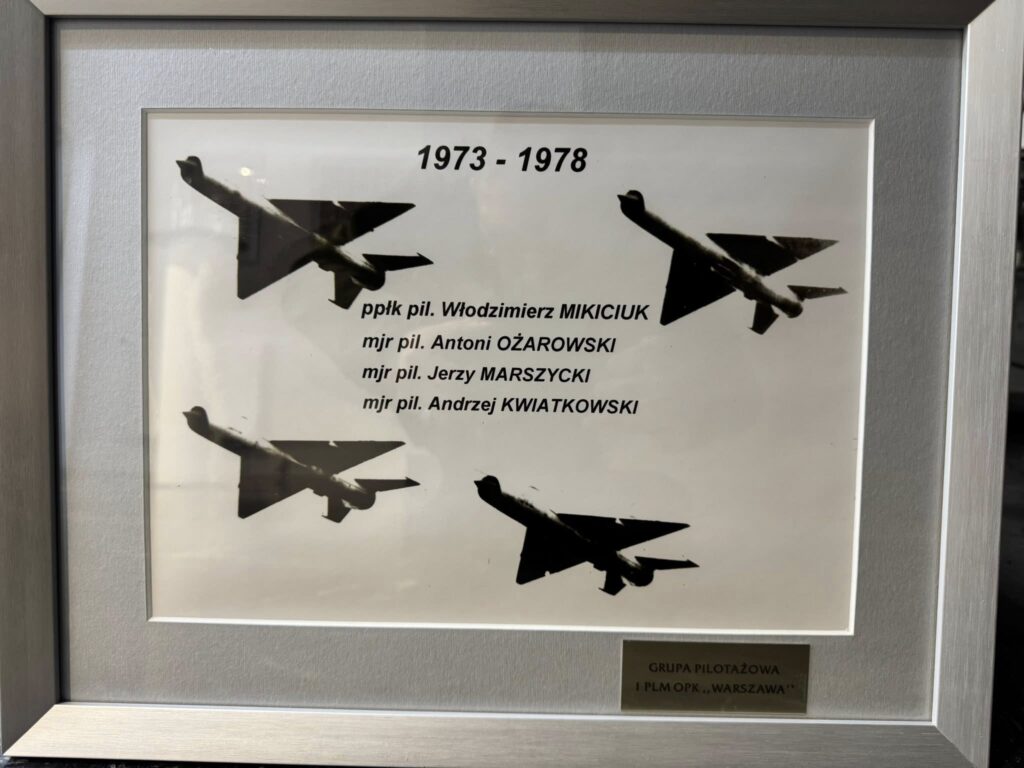 1973 - 1978
ppłk pil. Włodzimierz MIKICIUK
mjr pil. Antoni OŻAROWSKI
mjr pil. Jerzy MARSZYCKI
mjr pil. Andrzej KWIATKOWSKI
GRUPA PILOTAŻOWA
1 PLM OPK ,,WARSZAWA’’